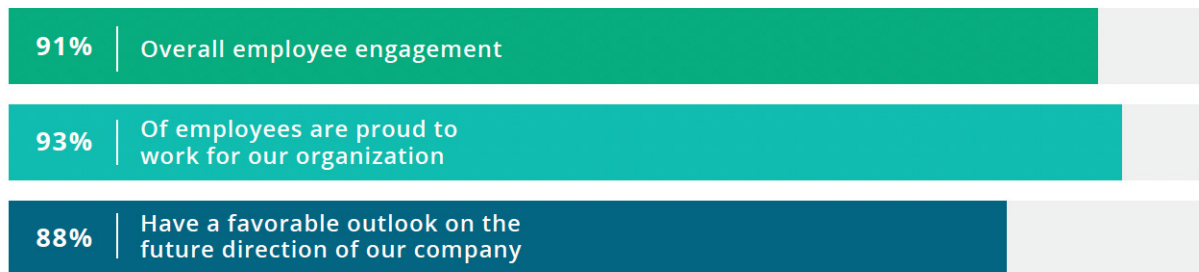 91% Overall employee engagement
93% Of employees are proud to
work for our organization
88% Have a favorable outlook on the
future direction of our company